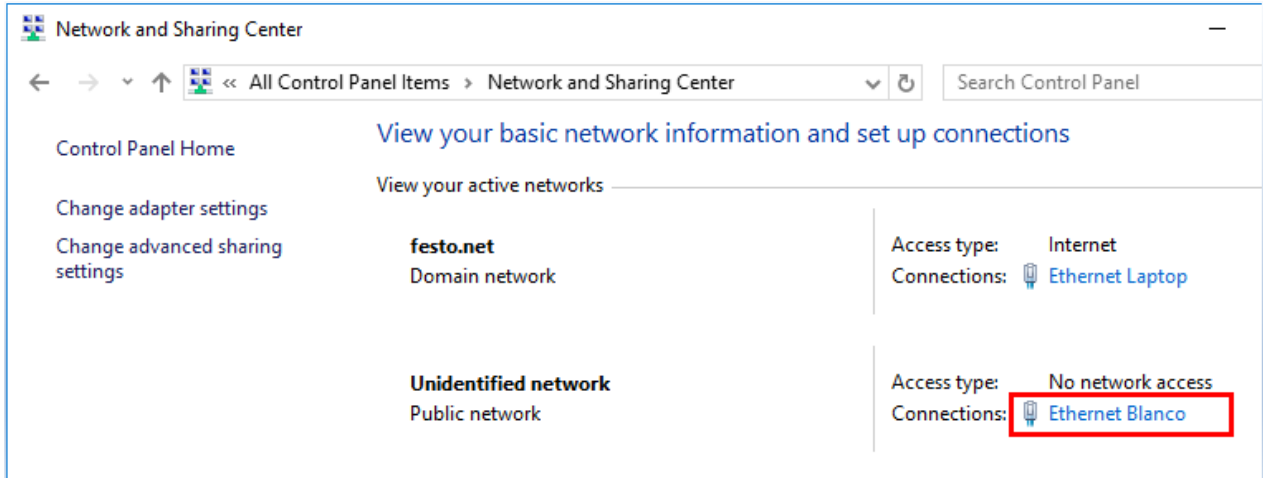 Network and Sharing Center
« All Control Panel Items > Network and Sharing Center
Search Control Panel
Control Panel Home
Change adapter settings
Change advanced sharing
settings
View your basic network information and set up connections
View your active networks
festo.net
Domain network
Access type: Internet
Connections: Ethernet Laptop
Unidentified network
Public network
Access type: No network access
Connections: Ethernet Blanco